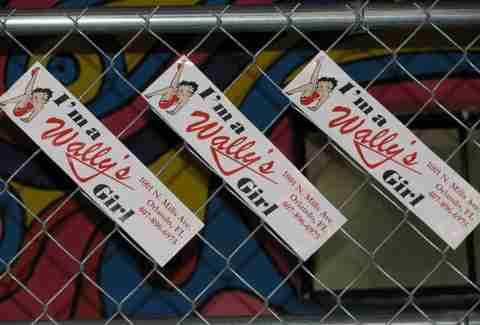 I'm a
Wally's
Girl
1001 N. Mills Ave.
Orlando, FL
407-896-6975
I'm a
Wally's
Girl
1001 N. Mills Ave.
Orlando, FL
407-896-6975
I'm a
Wally's
Girl
1001 N. Mills Ave.
Orlando, FL
407-896-6975